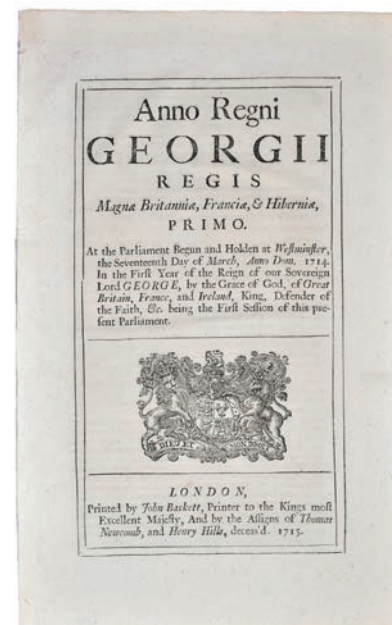 Anno Regni
GEORGII
REGIS
Magnæ Britanniæ, Franciæ, & Hiberniæ,
PRIMO.
At the Parliament Begun and Holden at Weſtminſter,
the Seventeenth Day of March, Anno Dom. 1714.
In the Firſt Year of the Reign of our Sovereign
Lord GEORGE, by the Grace of God, of Great
Britain, France, and Ireland, King, Defender of
the Faith, &c. being the Firſt Seſſion of this pre-
ſent Parliament.
DIEU ET MON DROIT
LONDON,
Printed by John Baskett, Printer to the Kings moſt
Excellent Majeſty, And by the Aſſigns of Thomas
Newcomb, and Henry Hills, deceas'd. 1715.